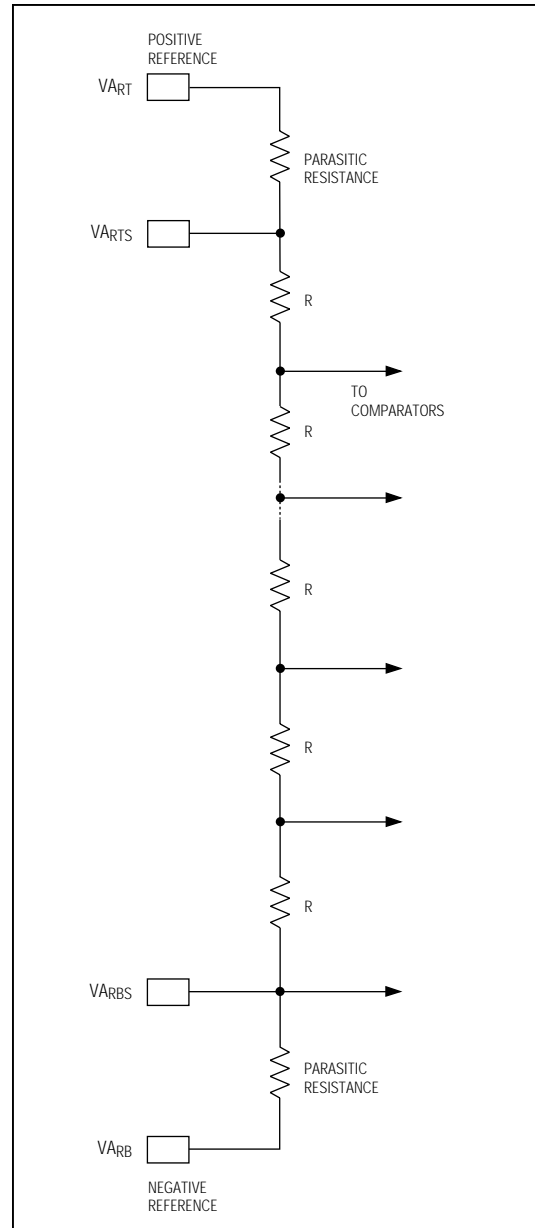 POSITIVE
REFERENCE
VART
PARASITIC
RESISTANCE
VARTS
R
TO
COMPARATORS
R
R
R
R
VARBS
PARASITIC
RESISTANCE
VARB
NEGATIVE
REFERENCE